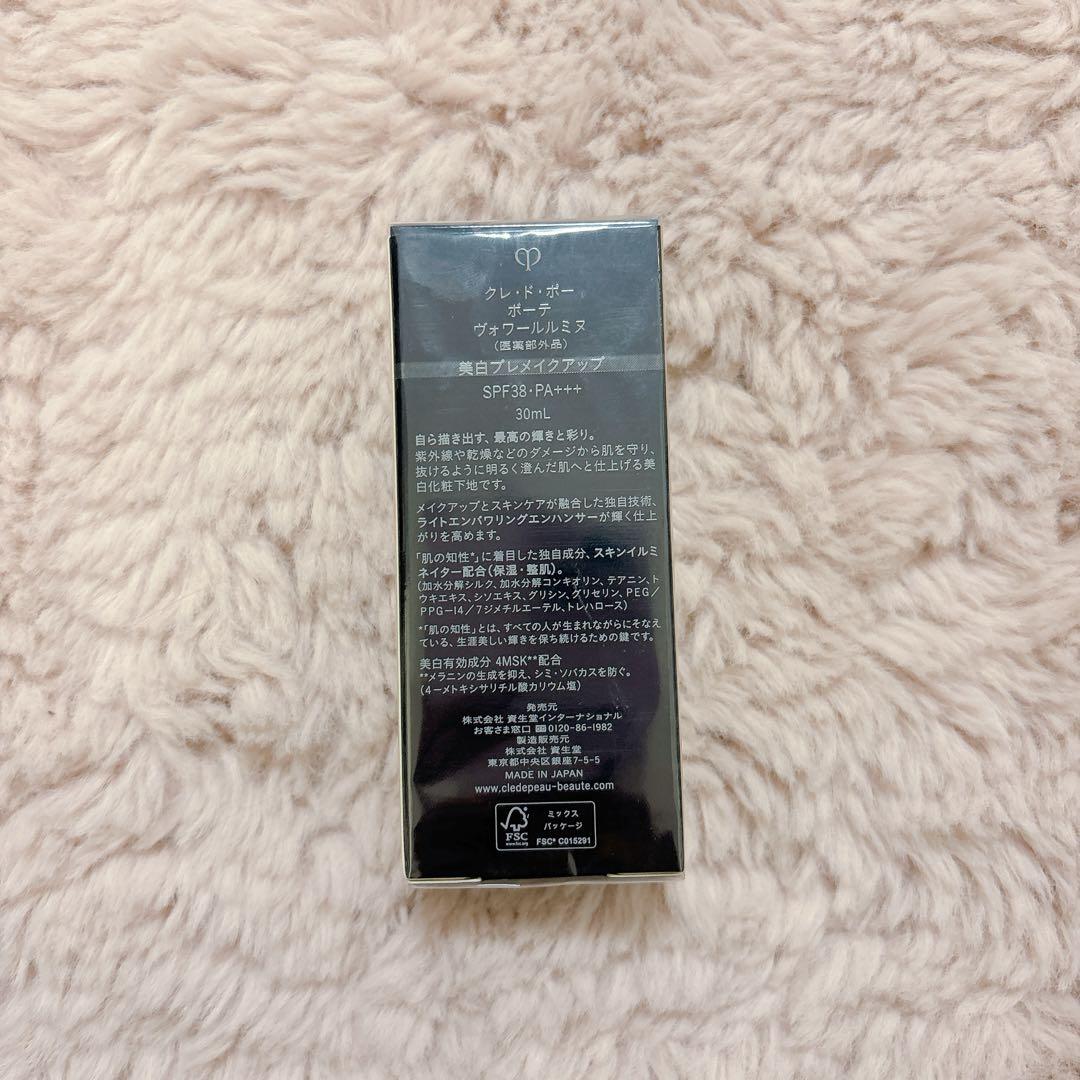 クレ・ド・ポー
ボーテ
ヴォワールルミヌ
(医薬部外品)
美白プレメイクアップ
SPF38・PA+++
30mL
自ら描き出す、最高の輝きと彩り。
紫外線や乾燥などのダメージから肌を守り、
抜けるように明るく澄んだ肌へと仕上げる美
白化粧下地です。
メイクアップとスキンケアが融合した独自技術、
ライトエンパワリングエンハンサーが輝く仕上
がりを高めます。
「肌の知性*」に着目した独自成分、スキンイルミ
ネイター配合(保湿・整肌)。
(加水分解シルク、加水分解コンキオリン、テアニン、ト
ウキエキス、シソエキス、グリシン、グリセリン、PEG/
PPG-14/7ジメチルエーテル、トレハロース)
*「肌の知性」とは、すべての人が生まれながらにそなえ
ている、生涯美しい輝きを保ち続けるための鍵です。
美白有効成分 4MSK**配合
**メラニンの生成を抑え、シミ・ソバカスを防ぐ。
(4-メトキシサリチル酸カリウム塩)
発売元
株式会社 資生堂インターナショナル
お客さま窓口 0120-86-1982
製造販売元
株式会社 資生堂
東京都中央区銀座7-5-5
MADE IN JAPAN
www.cledepeau-beaute.com
FSC
www.fsc.org
ミックス
パッケージ
FSC® C015291